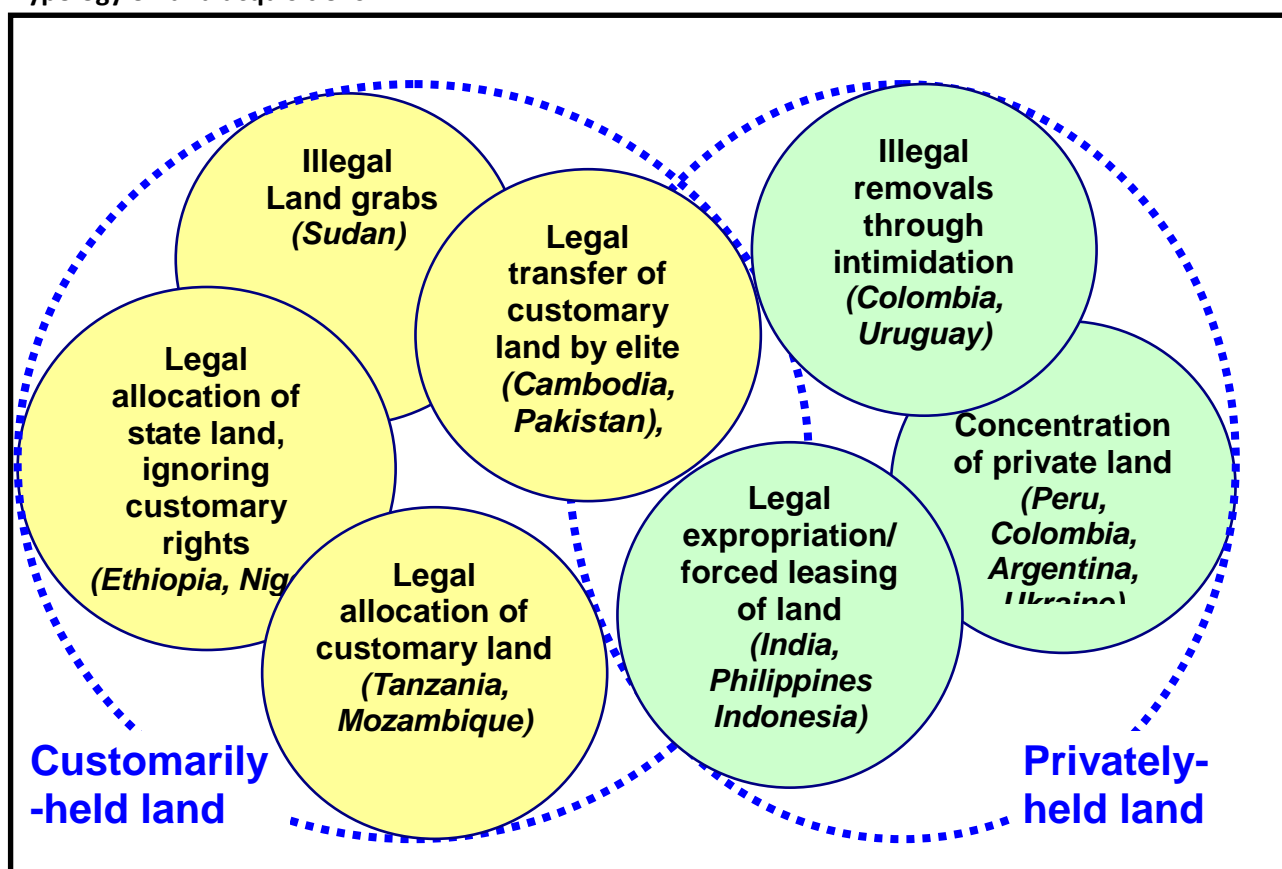 Illegal
Land grabs
(Sudan)
Legal
transfer of
customary
land by elite
(Cambodia,
Pakistan),
Legal
allocation of
state land,
ignoring
customary
rights
(Ethiopia, Nig
Legal
allocation of
customary land
(Tanzania,
Mozambique)
Customarily
-held land
Illegal
removals
through
intimidation
(Colombia,
Uruguay)
Concentration
of private land
(Peru,
Colombia,
Argentina,
Ukraine)
Legal
expropriation/
forced leasing
of land
(India,
Philippines
Indonesia)
Privately-
held land